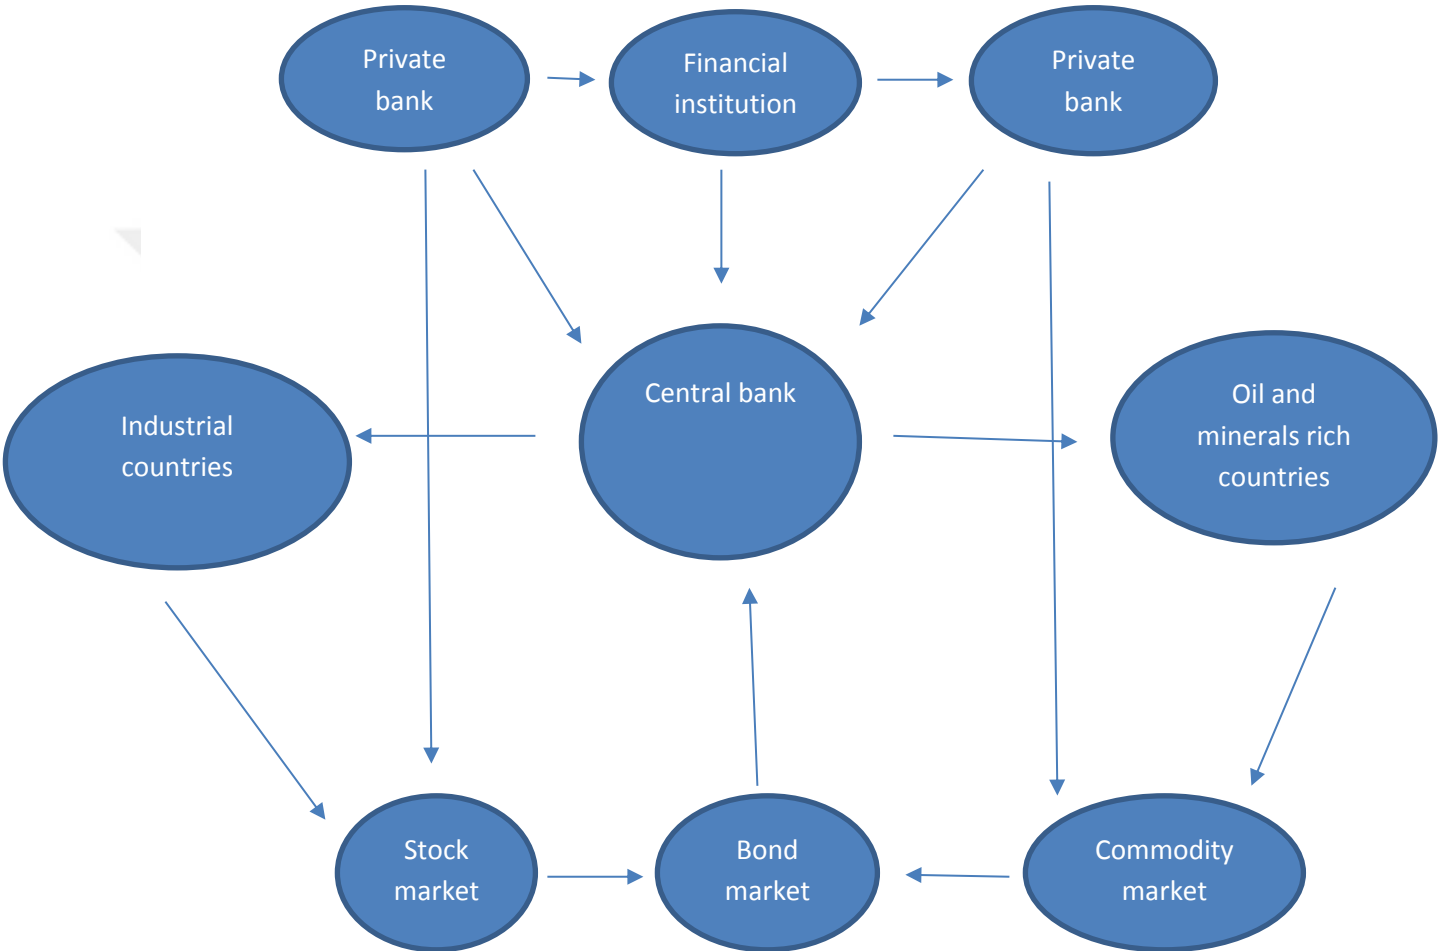 Private
bank
Financial
institution
Private
bank
Central bank
Industrial
countries
Oil and
minerals rich
countries
Stock
market
Bond
market
Commodity
market